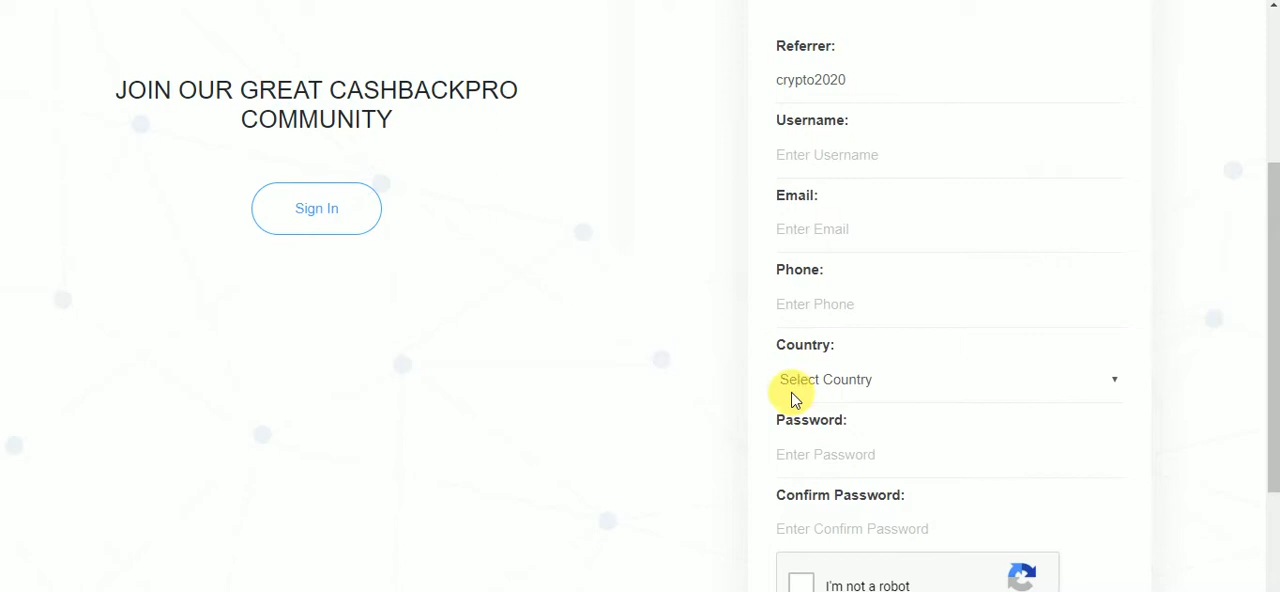 JOIN OUR GREAT CASHBACKPRO
COMMUNITY
Sign In
Referrer:
crypto2020
Username:
Enter Username
Email:
Enter Email
Phone:
Enter Phone
Country:
Select Country
Password:
Enter Password
Confirm Password:
Enter Confirm Password
I'm not a robot